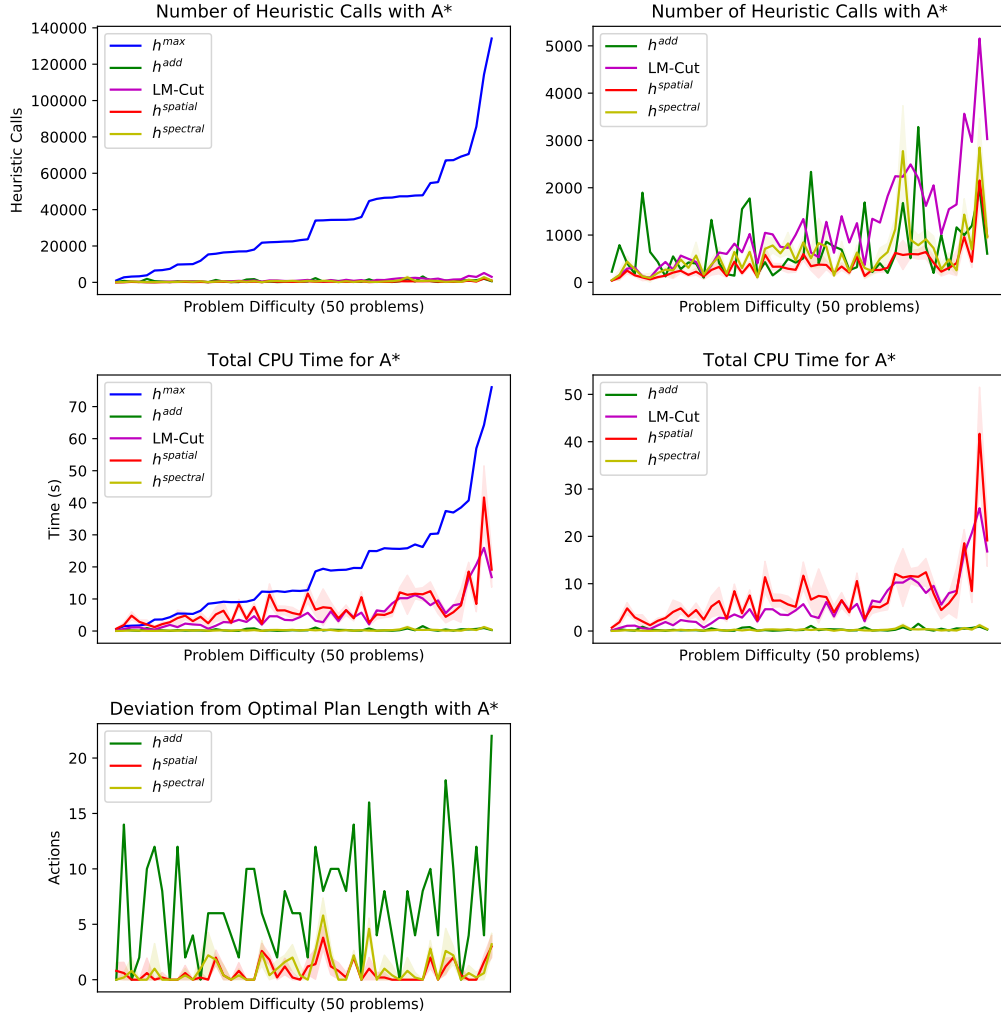 Number of Heuristic Calls with A*
140000
120000
100000
80000
60000
40000
20000
0
Heuristic Calls
h^max
h^add
LM-Cut
h^spatial
h^spectral
Problem Difficulty (50 problems)
Number of Heuristic Calls with A*
5000
4000
3000
2000
1000
0
h^add
LM-Cut
h^spatial
h^spectral
Problem Difficulty (50 problems)
Total CPU Time for A*
70
60
50
40
30
20
10
0
Time (s)
h^max
h^add
LM-Cut
h^spatial
h^spectral
Problem Difficulty (50 problems)
Total CPU Time for A*
50
40
30
20
10
0
h^add
LM-Cut
h^spatial
h^spectral
Problem Difficulty (50 problems)
Deviation from Optimal Plan Length with A*
20
15
10
5
0
Actions
h^add
h^spatial
h^spectral
Problem Difficulty (50 problems)